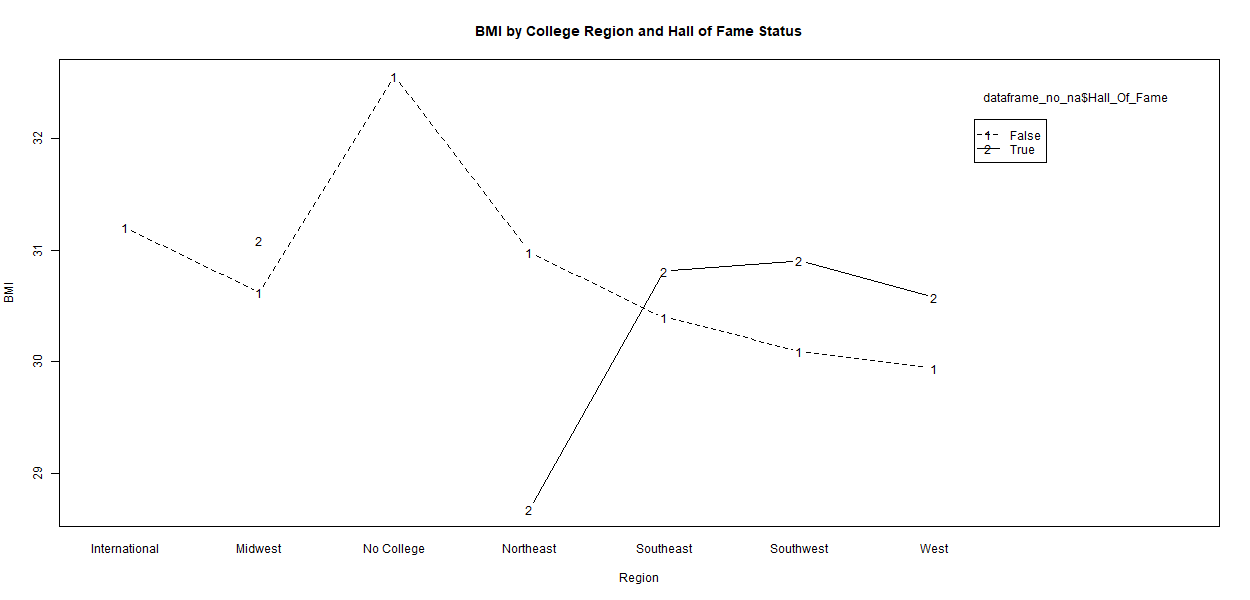 BMI by College Region and Hall of Fame Status
dataframe_no_na$Hall_Of_Fame
1 False
2 True
BMI
32
31
30
29
1
2
1
1
1
2
2
1
2
1
2
1
2
International Midwest No College Northeast Southeast Southwest West
Region